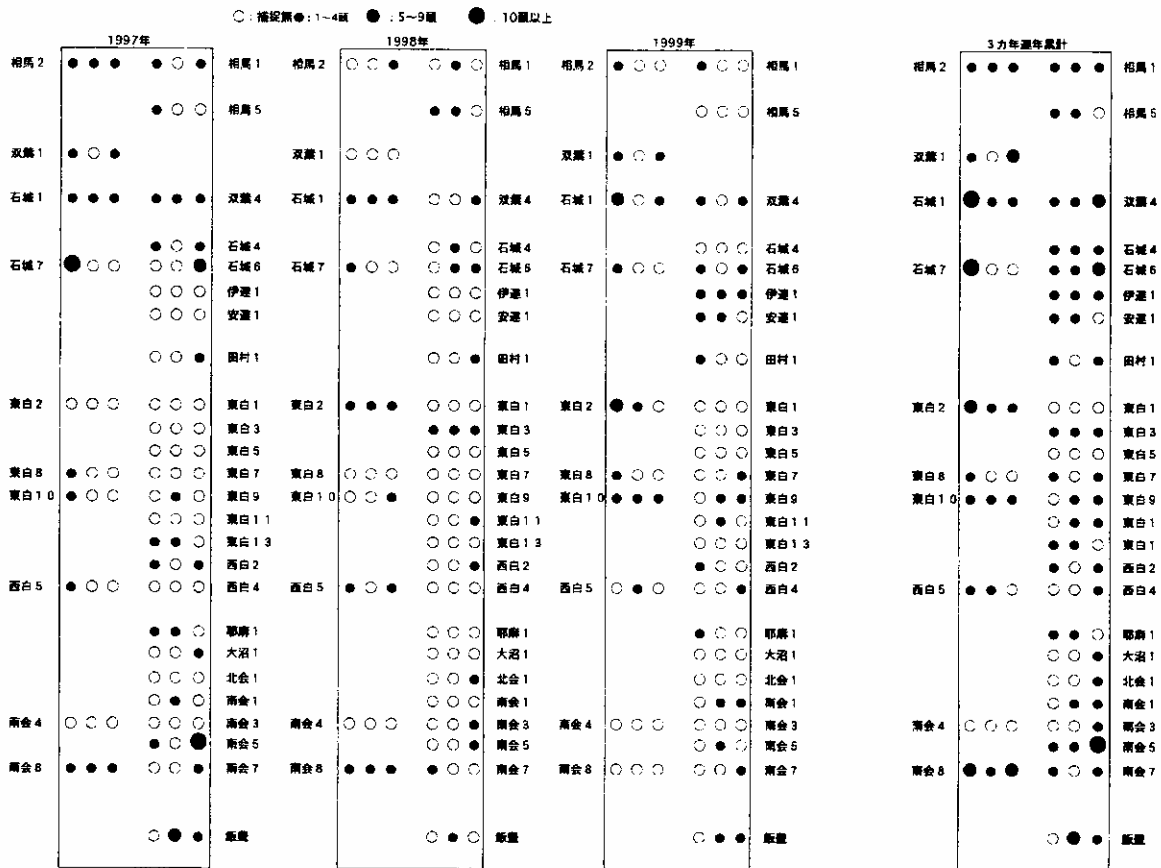 ○：捕捉無●：1～4頭 ● ：5～9頭 ● ．10頭以上
1997年 1998年 1999年 3カ年通年累計
相馬2 相馬1 相馬2 相馬1 相馬2 相馬1 相馬2 相馬1
相馬5 相馬5 相馬5
双葉1 双葉1 双葉1 双葉1
石城1 双葉4 石城1 双葉4 石城1 双葉4 石城1 双葉4
石城4 石城4 石城4 石城4
石城7 石城6 石城7 石城6 石城7 石城6 石城7 石城6
伊達1 伊達1 伊達1 伊達1
安達1 安達1 安達1 安達1
田村1 田村1 田村1 田村1
東白2 東白1 東白2 東白1 東白2 東白1 東白2 東白1
東白3 東白3 東白3 東白3
東白5 東白5 東白5 東白5
東白8 東白7 東白8 東白7 東白8 東白7 東白8 東白7
東白10 東白9 東白10 東白9 東白10 東白9 東白10 東白9
東白11 東白11 東白11 東白1
東白13 東白13 東白13 東白1
西白2 西白2 西白2 西白2
西白5 西白4 西白5 西白4 西白5 西白4 西白5 西白4
耶麻1 耶麻1 耶麻1 耶麻1
大沼1 大沼1 大沼1 大沼1
北会1 北会1 北会1 北会1
南会1 南会1 南会1 南会1
南会4 南会3 南会4 南会3 南会4 南会3 南会4 南会3
南会5 南会5 南会5 南会5
南会8 南会7 南会8 南会7 南会8 南会7 南会8 南会7
飯豊 飯豊 飯豊 飯豊